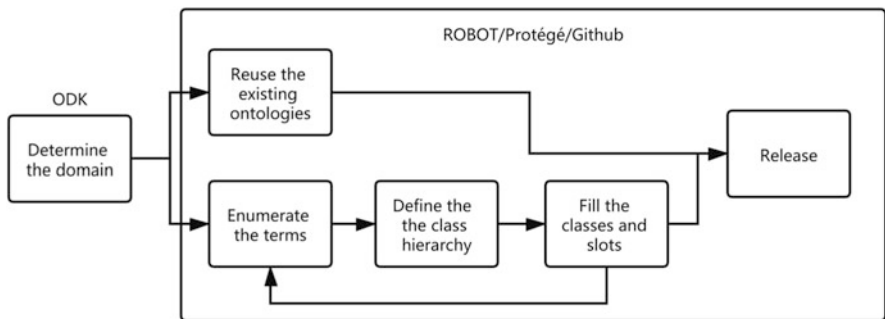 ROBOT/Protégé/Github
ODK
Determine
the domain
Reuse the
existing
ontologies
Enumerate
the terms
Define the
the class
hierarchy
Fill the
classes and
slots
Release